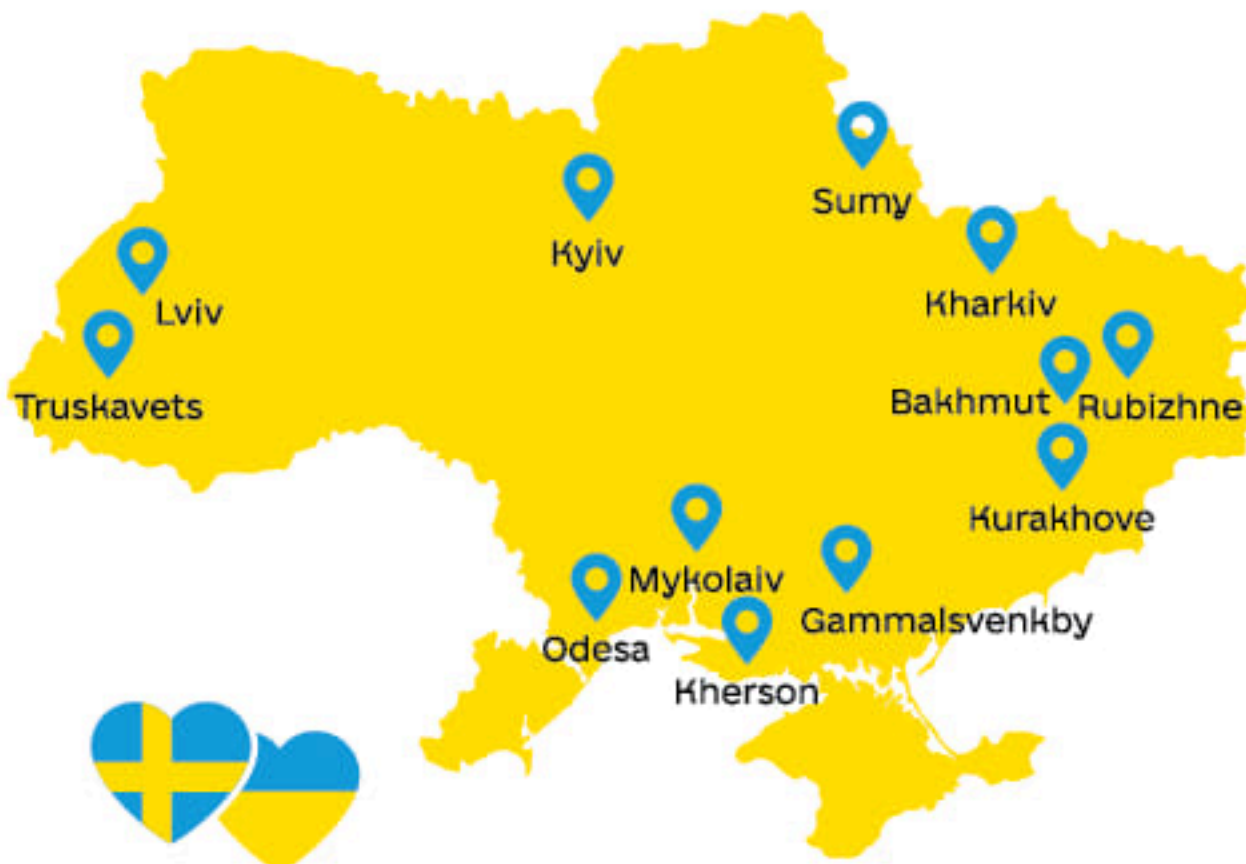 Sumy
Kyiv
Kharkiv
Lviv
Truskavets
Bakhmut
Rubizhne
Kurakhove
Mykolaiv
Gammalsvenkby
Odesa
Kherson